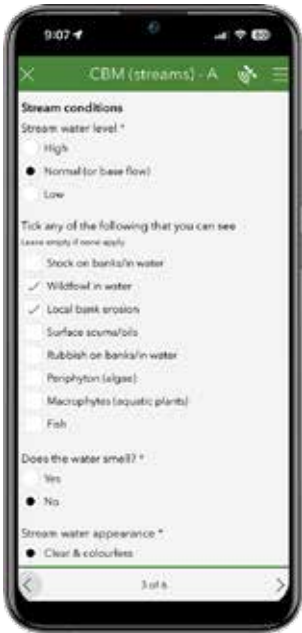 9:07
CBM (streams) - A
Stream conditions
Stream water level *
High
Normal (or base flow)
Low
Tick any of the following that you can see
Leave empty if none apply
Stock on banks/in water
Wildfowl in water
Local bank erosion
Surface scums/oils
Rubbish on banks/in water
Periphyton (algae)
Macrophytes (aquatic plants)
Fish
Does the water smell? *
Yes
No
Stream water appearance *
Clear & colourless
3 of 6